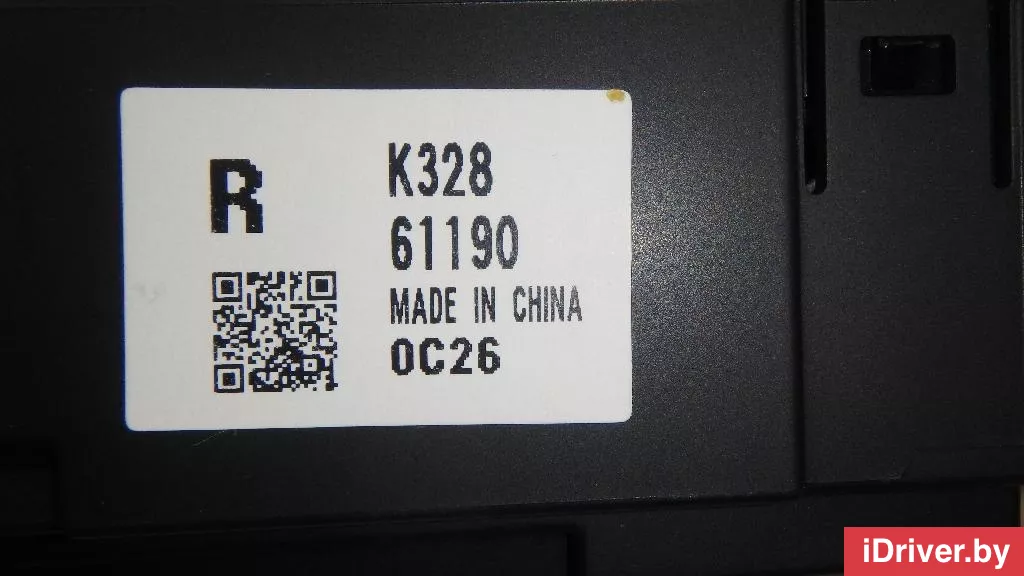 R
K328
61190
MADE IN CHINA
0C26
iDriver.by